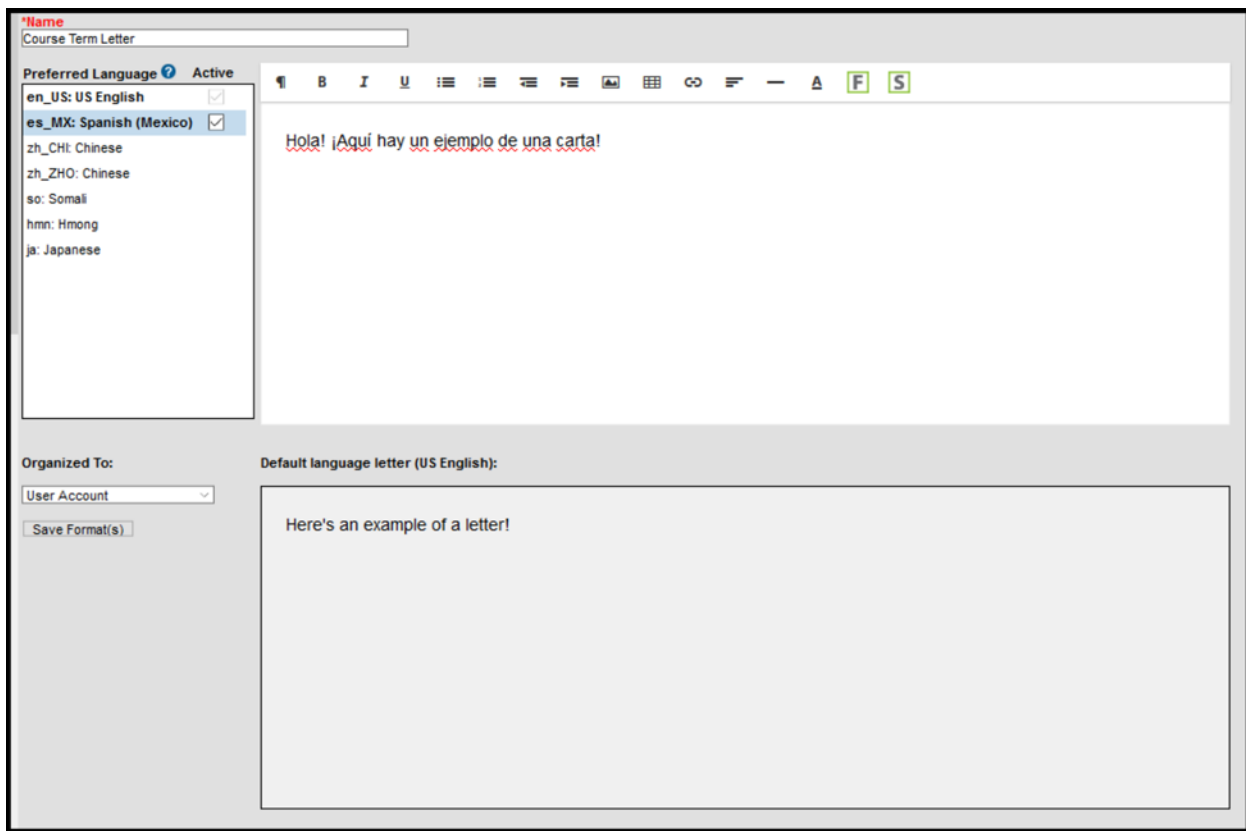 *Name
Course Term Letter
Preferred Language ? Active
en_US: US English
es_MX: Spanish (Mexico)
zh_CHI: Chinese
zh_ZHO: Chinese
so: Somali
hmn: Hmong
ja: Japanese
¶ B I U A F S
Hola! ¡Aquí hay un ejemplo de una carta!
Organized To:
User Account
Save Format(s)
Default language letter (US English):
Here's an example of a letter!